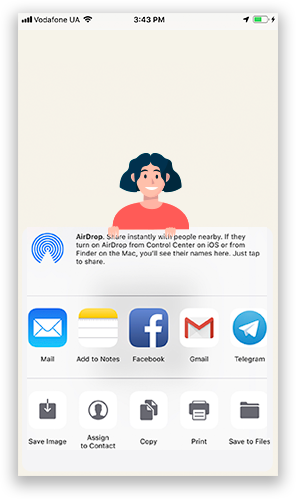 Vodafone UA 3:43 PM
AirDrop. Share instantly with people nearby. If they
turn on AirDrop from Control Center on iOS or from
Finder on the Mac, you'll see their names here. Just tap
to share.
Mail Add to Notes Facebook Gmail Telegram
Save Image Assign to Contact Copy Print Save to Files